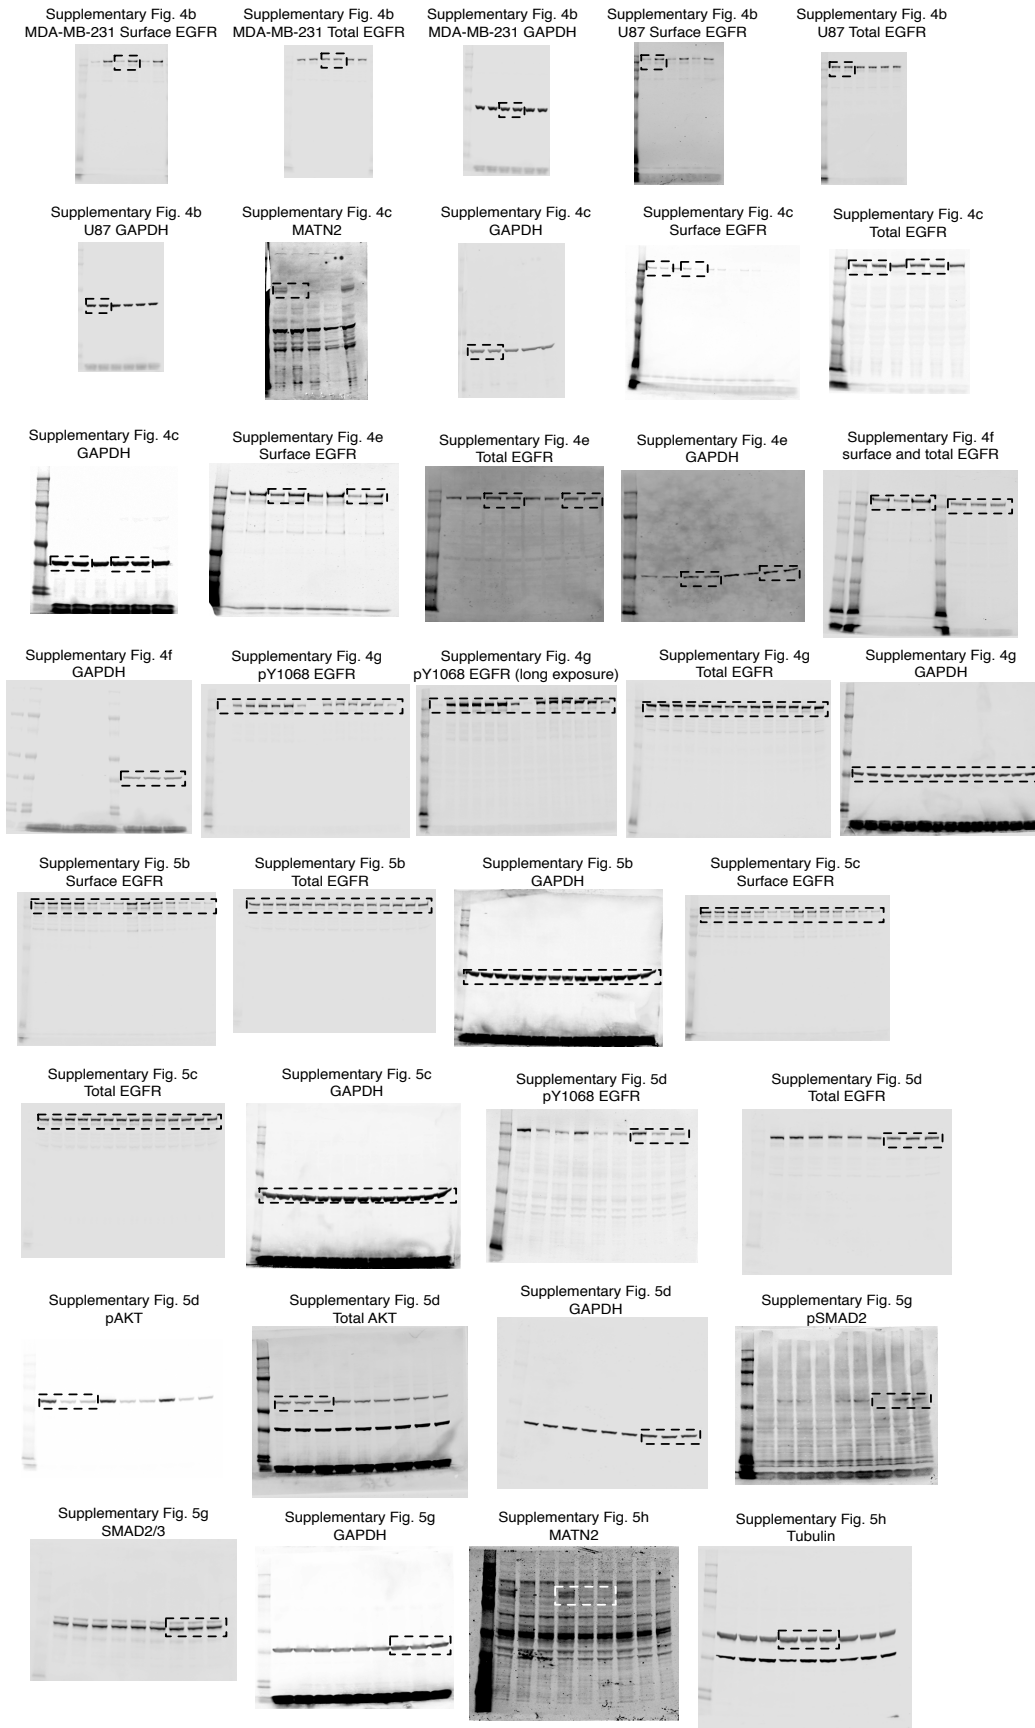 Supplementary Fig. 4b
MDA-MB-231 Surface EGFR
Supplementary Fig. 4b
MDA-MB-231 Total EGFR
Supplementary Fig. 4b
MDA-MB-231 GAPDH
Supplementary Fig. 4b
U87 Surface EGFR
Supplementary Fig. 4b
U87 Total EGFR
Supplementary Fig. 4b
U87 GAPDH
Supplementary Fig. 4c
MATN2
Supplementary Fig. 4c
GAPDH
Supplementary Fig. 4c
Surface EGFR
Supplementary Fig. 4c
Total EGFR
Supplementary Fig. 4c
GAPDH
Supplementary Fig. 4e
Surface EGFR
Supplementary Fig. 4e
Total EGFR
Supplementary Fig. 4e
GAPDH
Supplementary Fig. 4f
surface and total EGFR
Supplementary Fig. 4f
GAPDH
Supplementary Fig. 4g
pY1068 EGFR
Supplementary Fig. 4g
pY1068 EGFR (long exposure)
Supplementary Fig. 4g
Total EGFR
Supplementary Fig. 4g
GAPDH
Supplementary Fig. 5b
Surface EGFR
Supplementary Fig. 5b
Total EGFR
Supplementary Fig. 5b
GAPDH
Supplementary Fig. 5c
Surface EGFR
Supplementary Fig. 5c
Total EGFR
Supplementary Fig. 5c
GAPDH
Supplementary Fig. 5d
pY1068 EGFR
Supplementary Fig. 5d
Total EGFR
Supplementary Fig. 5d
pAKT
Supplementary Fig. 5d
Total AKT
Supplementary Fig. 5d
GAPDH
Supplementary Fig. 5g
pSMAD2
Supplementary Fig. 5g
SMAD2/3
Supplementary Fig. 5g
GAPDH
Supplementary Fig. 5h
MATN2
Supplementary Fig. 5h
Tubulin